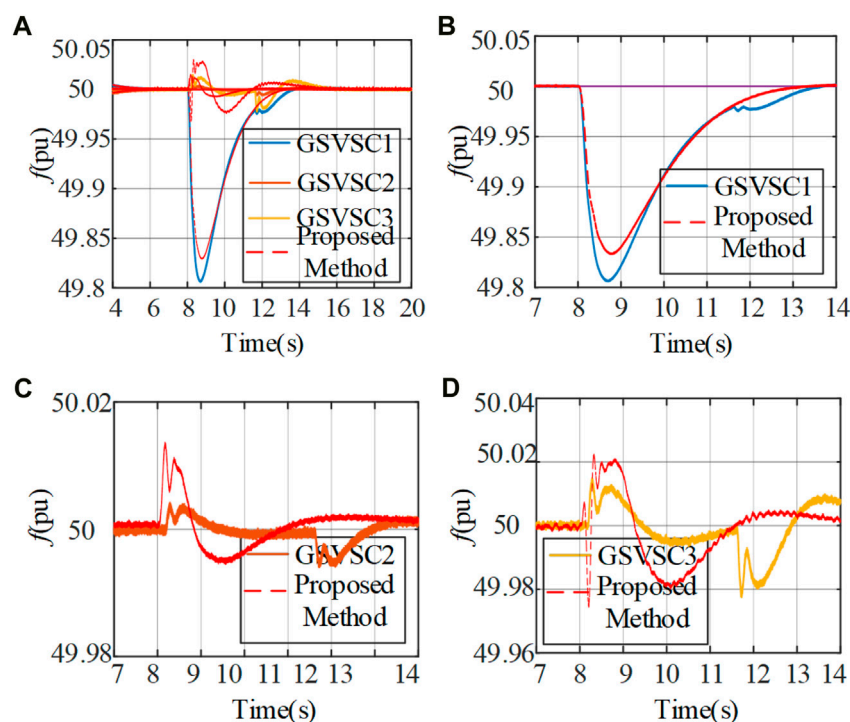 A
50.05
50
49.95
49.9
49.85
49.8
f(pu)
GSVSC1
GSVSC2
GSVSC3
Proposed
Method
4 6 8 10 12 14 16 18 20
Time(s)
B
50.05
50
49.95
49.9
49.85
49.8
f(pu)
GSVSC1
Proposed
Method
7 8 9 10 11 12 13 14
Time(s)
C
50.02
50
49.98
f(pu)
GSVSC2
Proposed
Method
7 8 9 10 11 12 13 14
Time(s)
D
50.04
50.02
50
49.98
49.96
f(pu)
GSVSC3
Proposed
Method
7 8 9 10 11 12 13 14
Time(s)